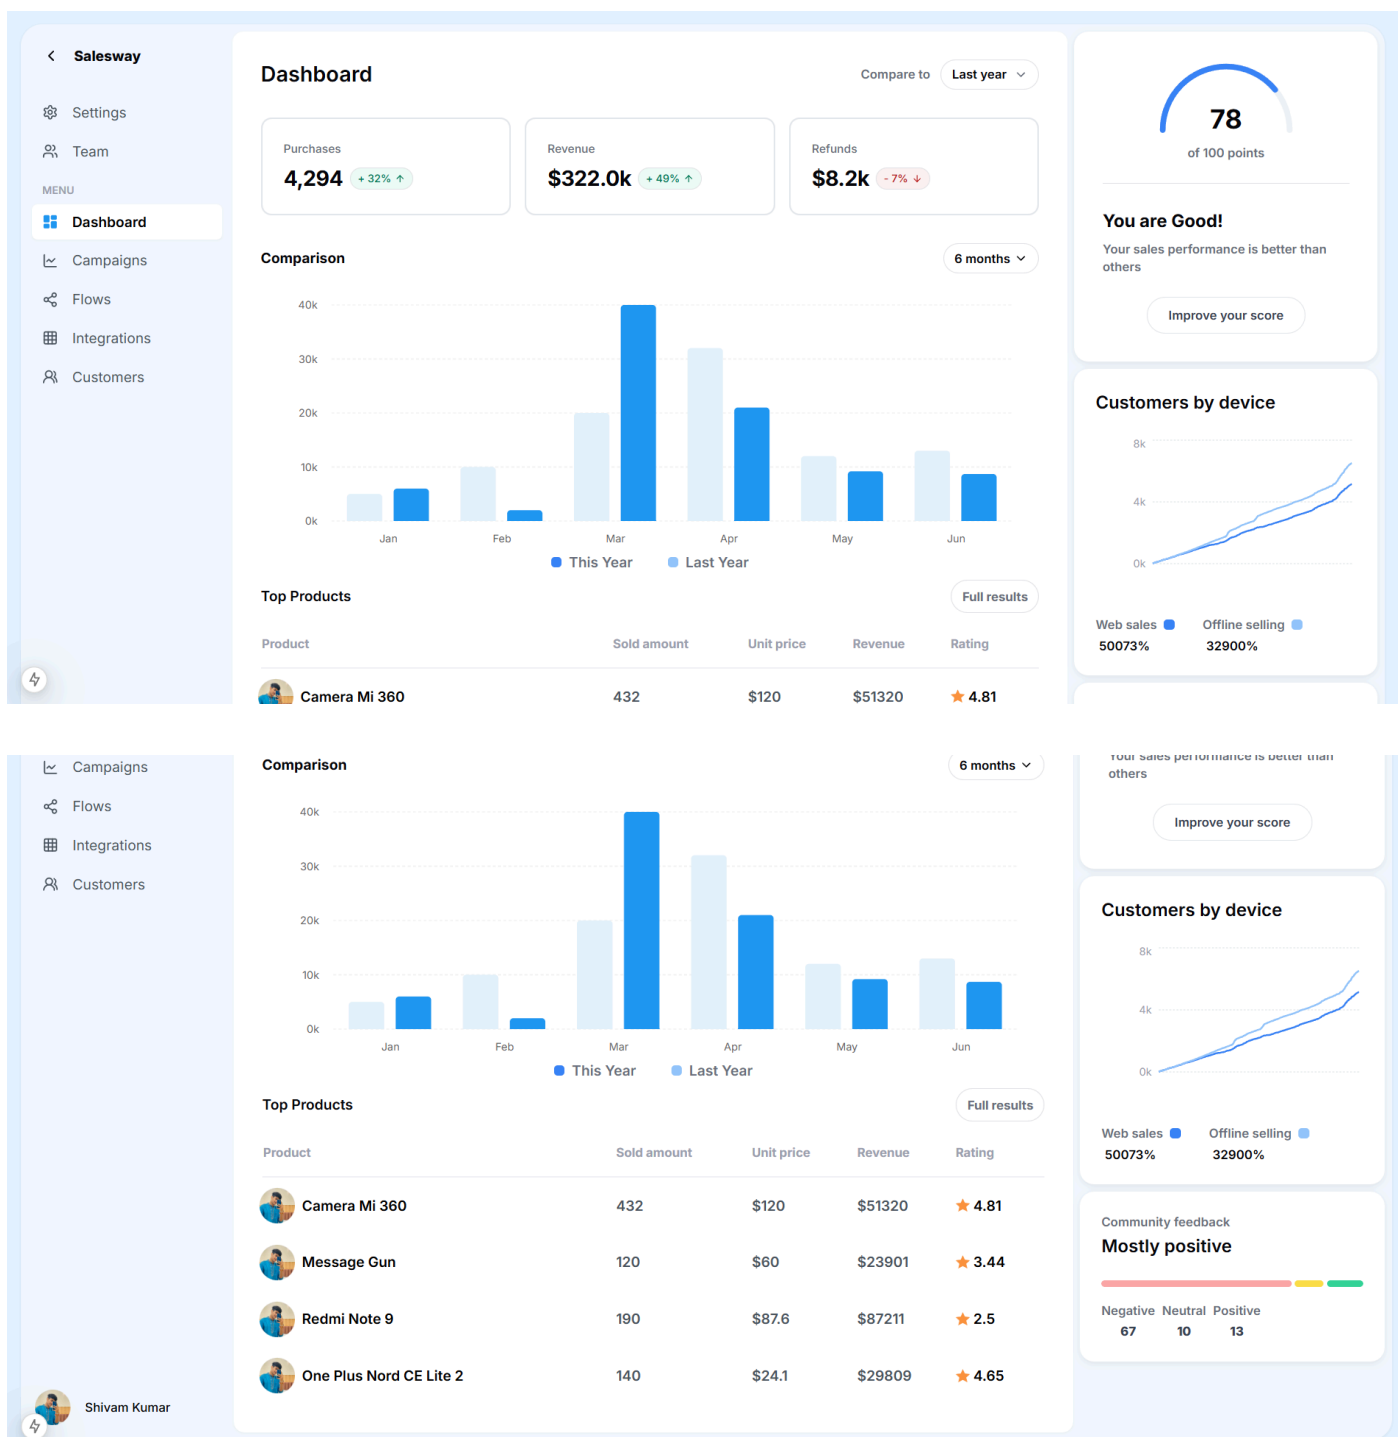 Salesway
Settings
Team
MENU
Dashboard
Campaigns
Flows
Integrations
Customers
Dashboard
Compare to
Last year
Purchases
4,294 + 32% ↑
Revenue
$322.0k + 49% ↑
Refunds
$8.2k - 7% ↓
Comparison
6 months
40k
30k
20k
10k
0k
Jan Feb Mar Apr May Jun
This Year Last Year
Top Products
Full results
Product Sold amount Unit price Revenue Rating
Camera Mi 360 432 $120 $51320 4.81
78
of 100 points
You are Good!
Your sales performance is better than
others
Improve your score
Customers by device
8k
4k
0k
Web sales Offline selling
50073% 32900%
Campaigns
Flows
Integrations
Customers
Shivam Kumar
Comparison
6 months
40k
30k
20k
10k
0k
Jan Feb Mar Apr May Jun
This Year Last Year
Top Products
Full results
Product Sold amount Unit price Revenue Rating
Camera Mi 360 432 $120 $51320 4.81
Message Gun 120 $60 $23901 3.44
Redmi Note 9 190 $87.6 $87211 2.5
One Plus Nord CE Lite 2 140 $24.1 $29809 4.65
Your sales performance is better than
others
Improve your score
Customers by device
8k
4k
0k
Web sales Offline selling
50073% 32900%
Community feedback
Mostly positive
Negative Neutral Positive
67 10 13